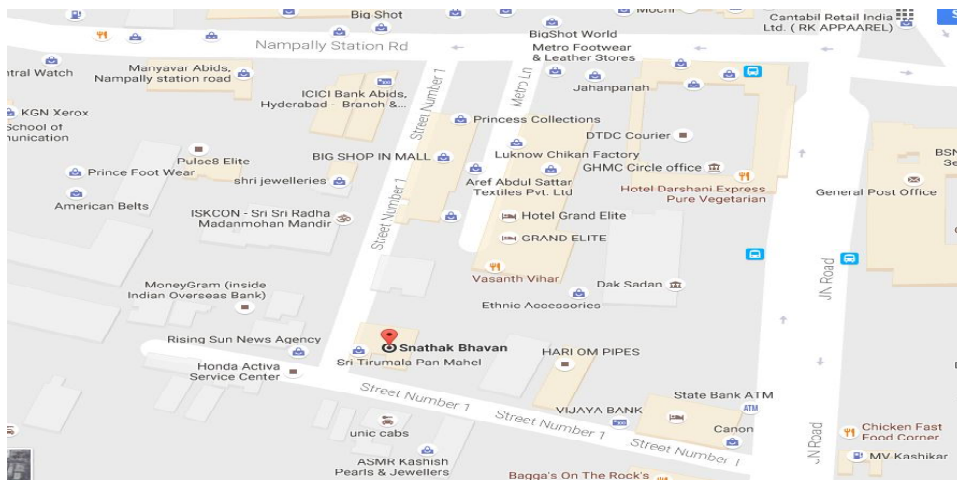 Big Shot
BigShot World
Cantabil Retail India
Ltd. ( RK APPAAREL)
Nampally Station Rd
Metro Footwear
& Leather Stores
ntral Watch
Manyavar Abids,
Nampally station road
ICICI Bank Abids,
Hyderabad - Branch &...
Jahanpanah
Metro Ln
Street Number 1
KGN Xerox
School of
nunication
Princess Collections
DTDC Courier
Pulse8 Elite
BIG SHOP IN MALL
Luknow Chikan Factory
GHMC Circle office
BSN
Prince Foot Wear
shri jewelleries
Aref Abdul Sattar
Textiles Pvt. Ltd
Hotel Darshani Express
Pure Vegetarian
General Post Office
American Belts
ISKCON - Sri Sri Radha
Madanmohan Mandir
Street Number 1
Hotel Grand Elite
GRAND ELITE
Vasanth Vihar
JN Road
MoneyGram (inside
Indian Overseas Bank)
Ethnic Accessories
Dak Sadan
Rising Sun News Agency
Snathak Bhavan
HARI OM PIPES
Sri Tirumala Pan Mahel
Honda Activa
Service Center
Street Number 1
State Bank ATM
ATM
VIJAYA BANK
Street Number 1
Canon
unic cabs
Street Number 1
JN Road
Chicken Fast
Food Corner
ASMR Kashish
Pearls & Jewellers
MV Kashikar
Bagga's On The Rock's